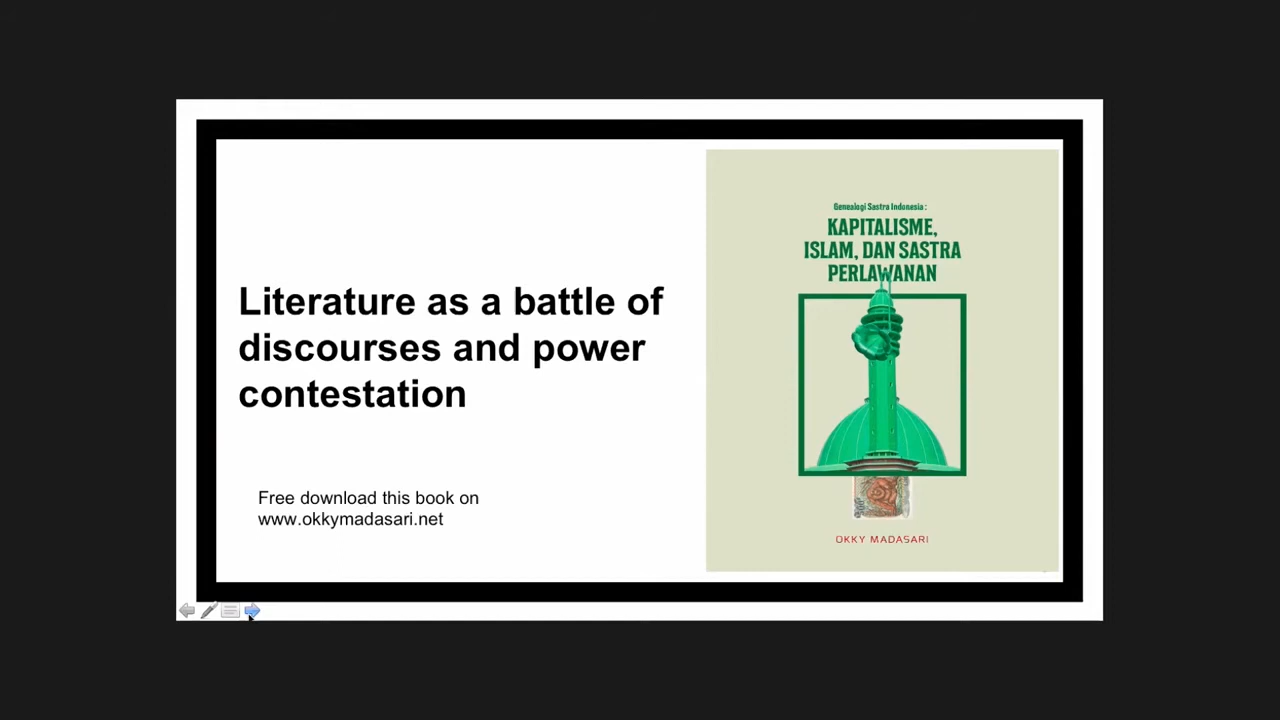 Literature as a battle of
discourses and power
contestation
Free download this book on
www.okkymadasari.net
Genealogi Sastra Indonesia :
KAPITALISME,
ISLAM, DAN SASTRA
PERLAWANAN
OKKY MADASARI